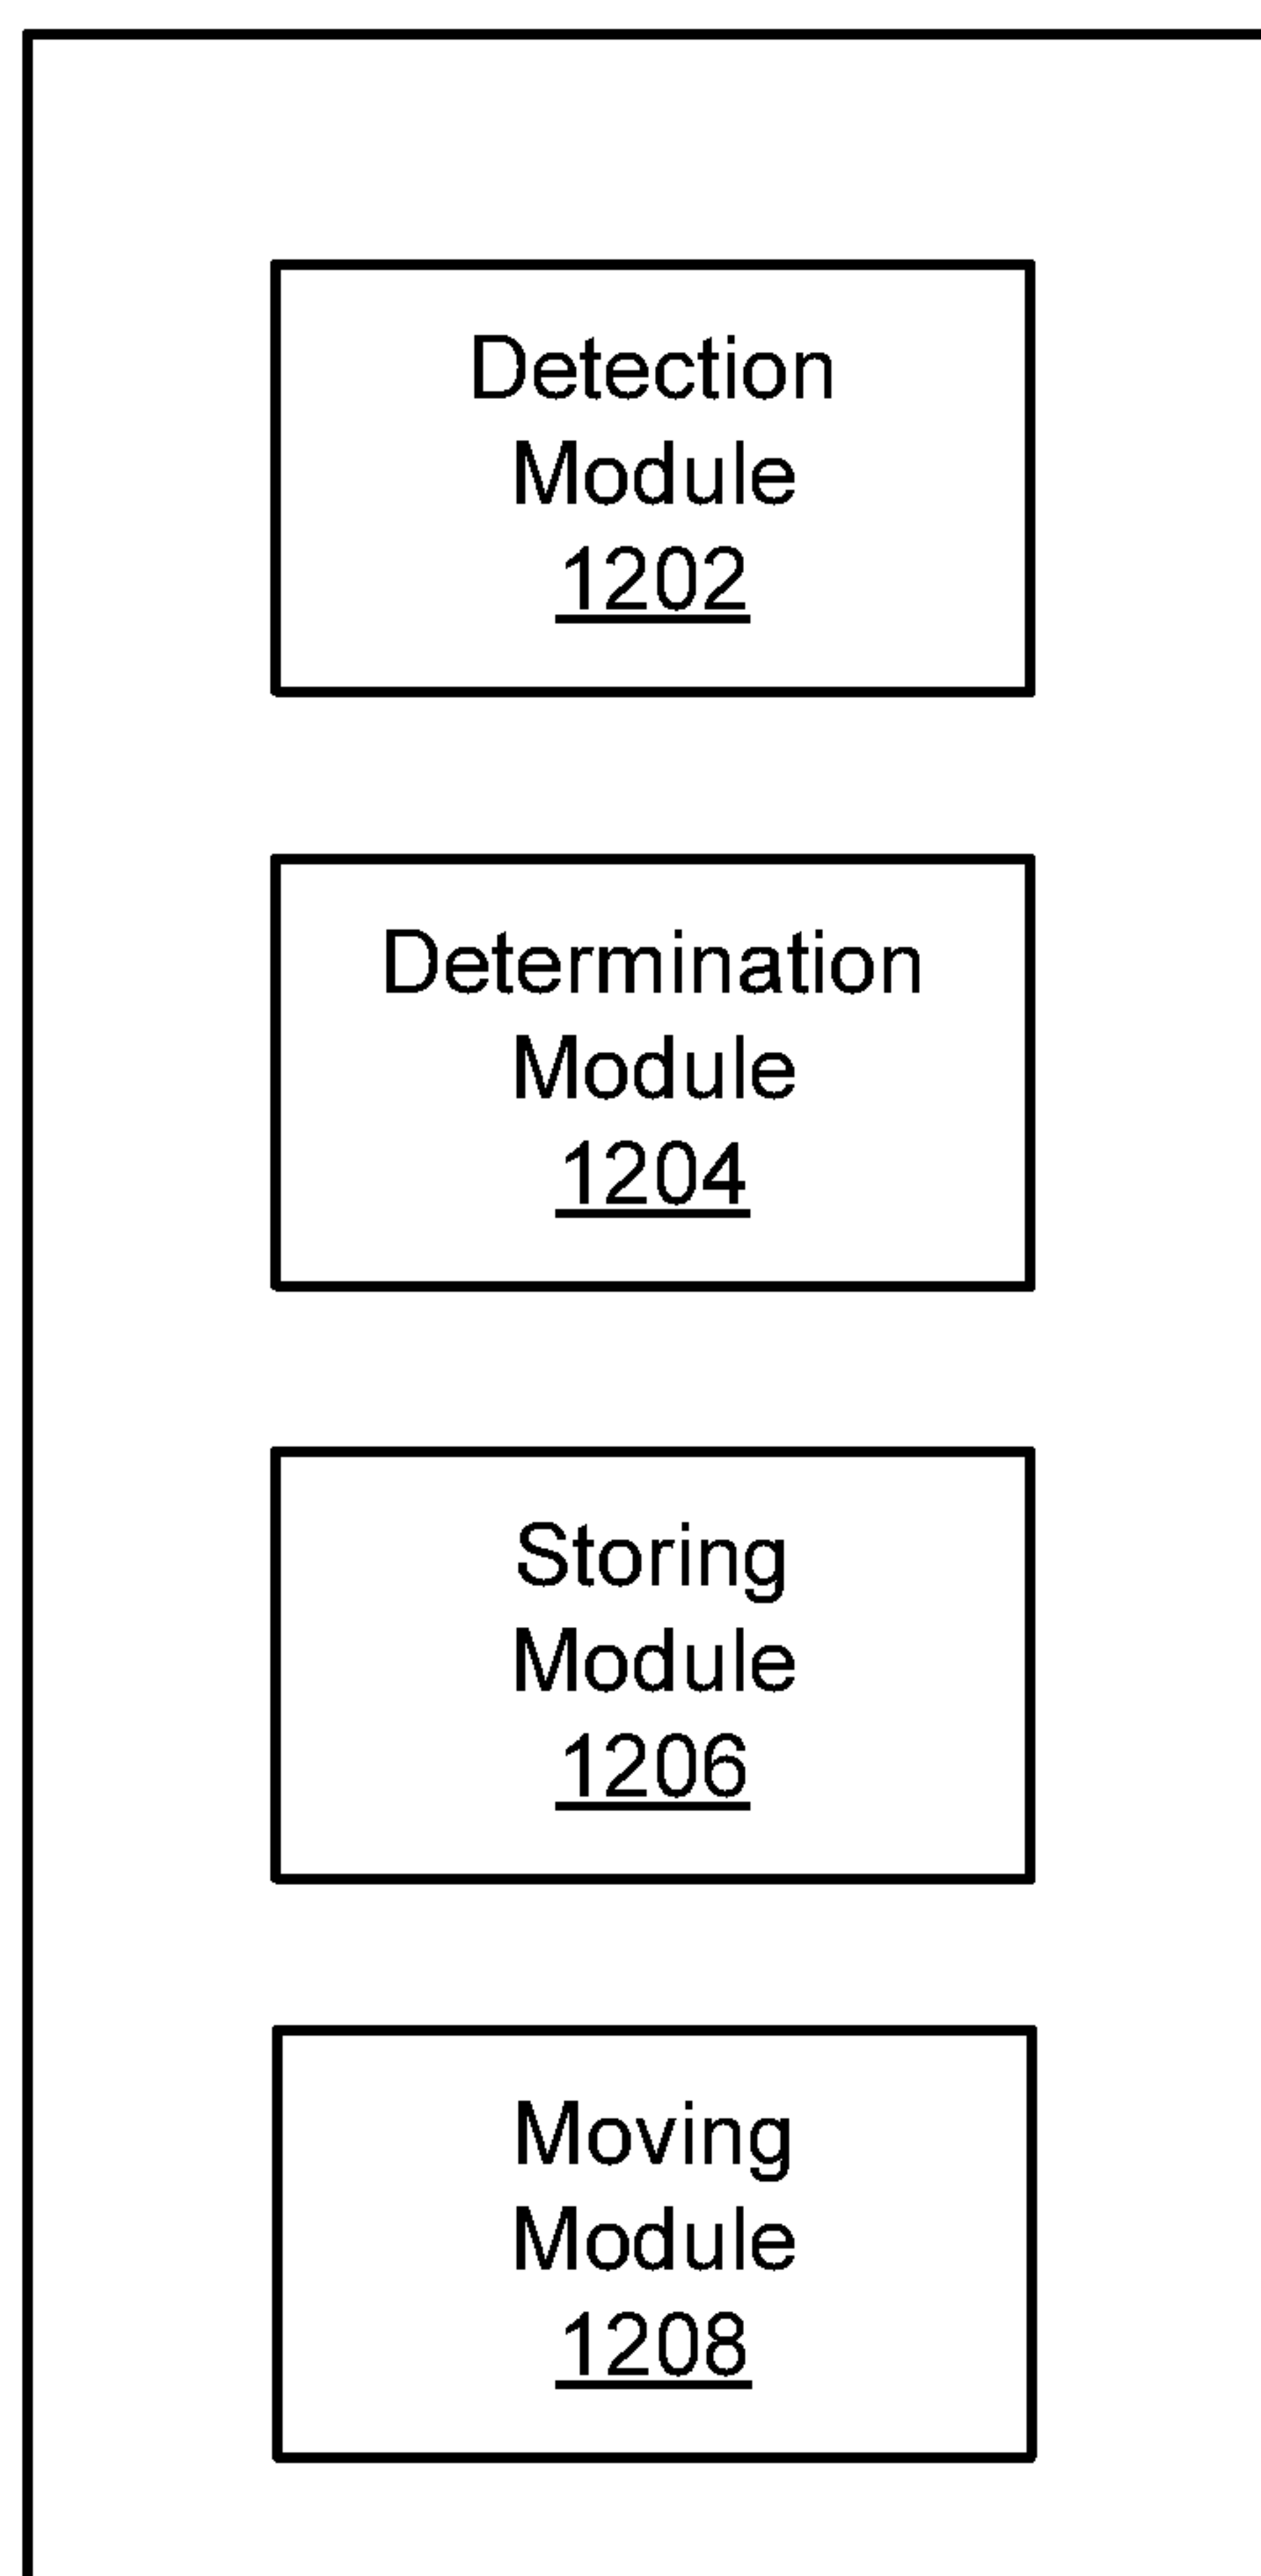 Detection
Module
1202
Determination
Module
1204
Storing
Module
1206
Moving
Module
1208